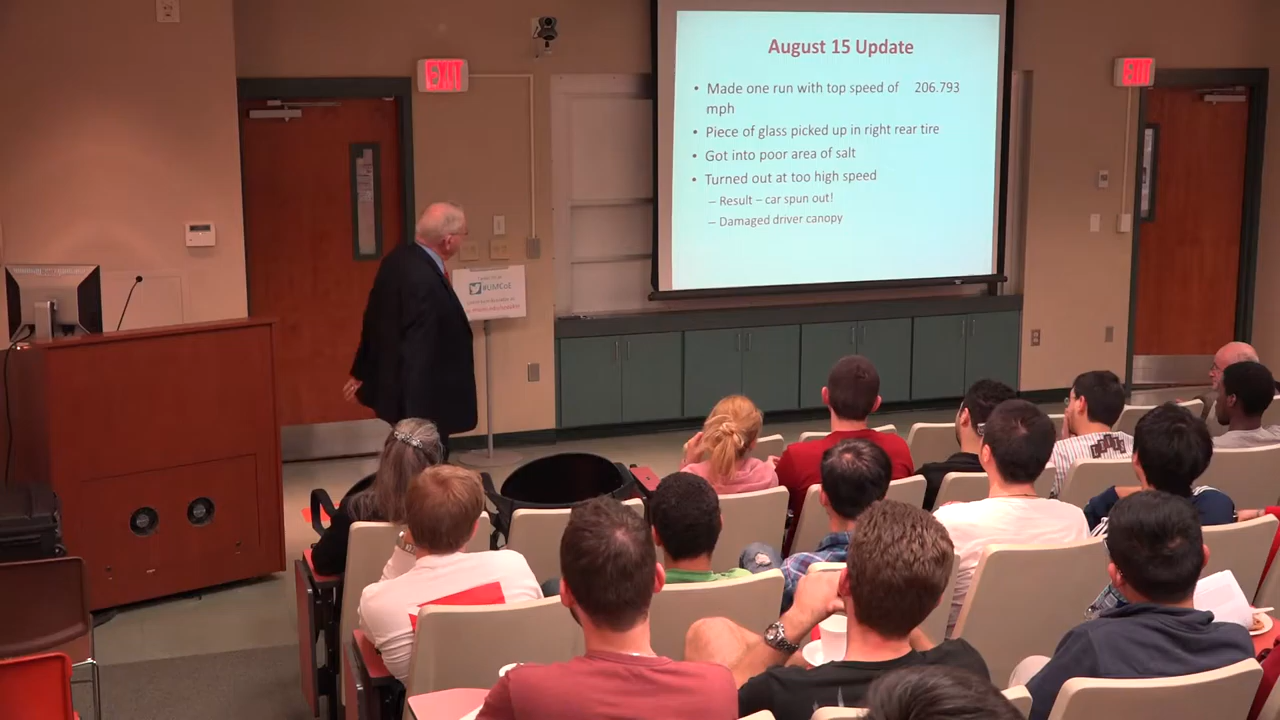 EXIT
EXIT
August 15 Update
• Made one run with top speed of 206.793
mph
• Piece of glass picked up in right rear tire
• Got into poor area of salt
• Turned out at too high speed
– Result – car spun out!
– Damaged driver canopy
#UMCoE